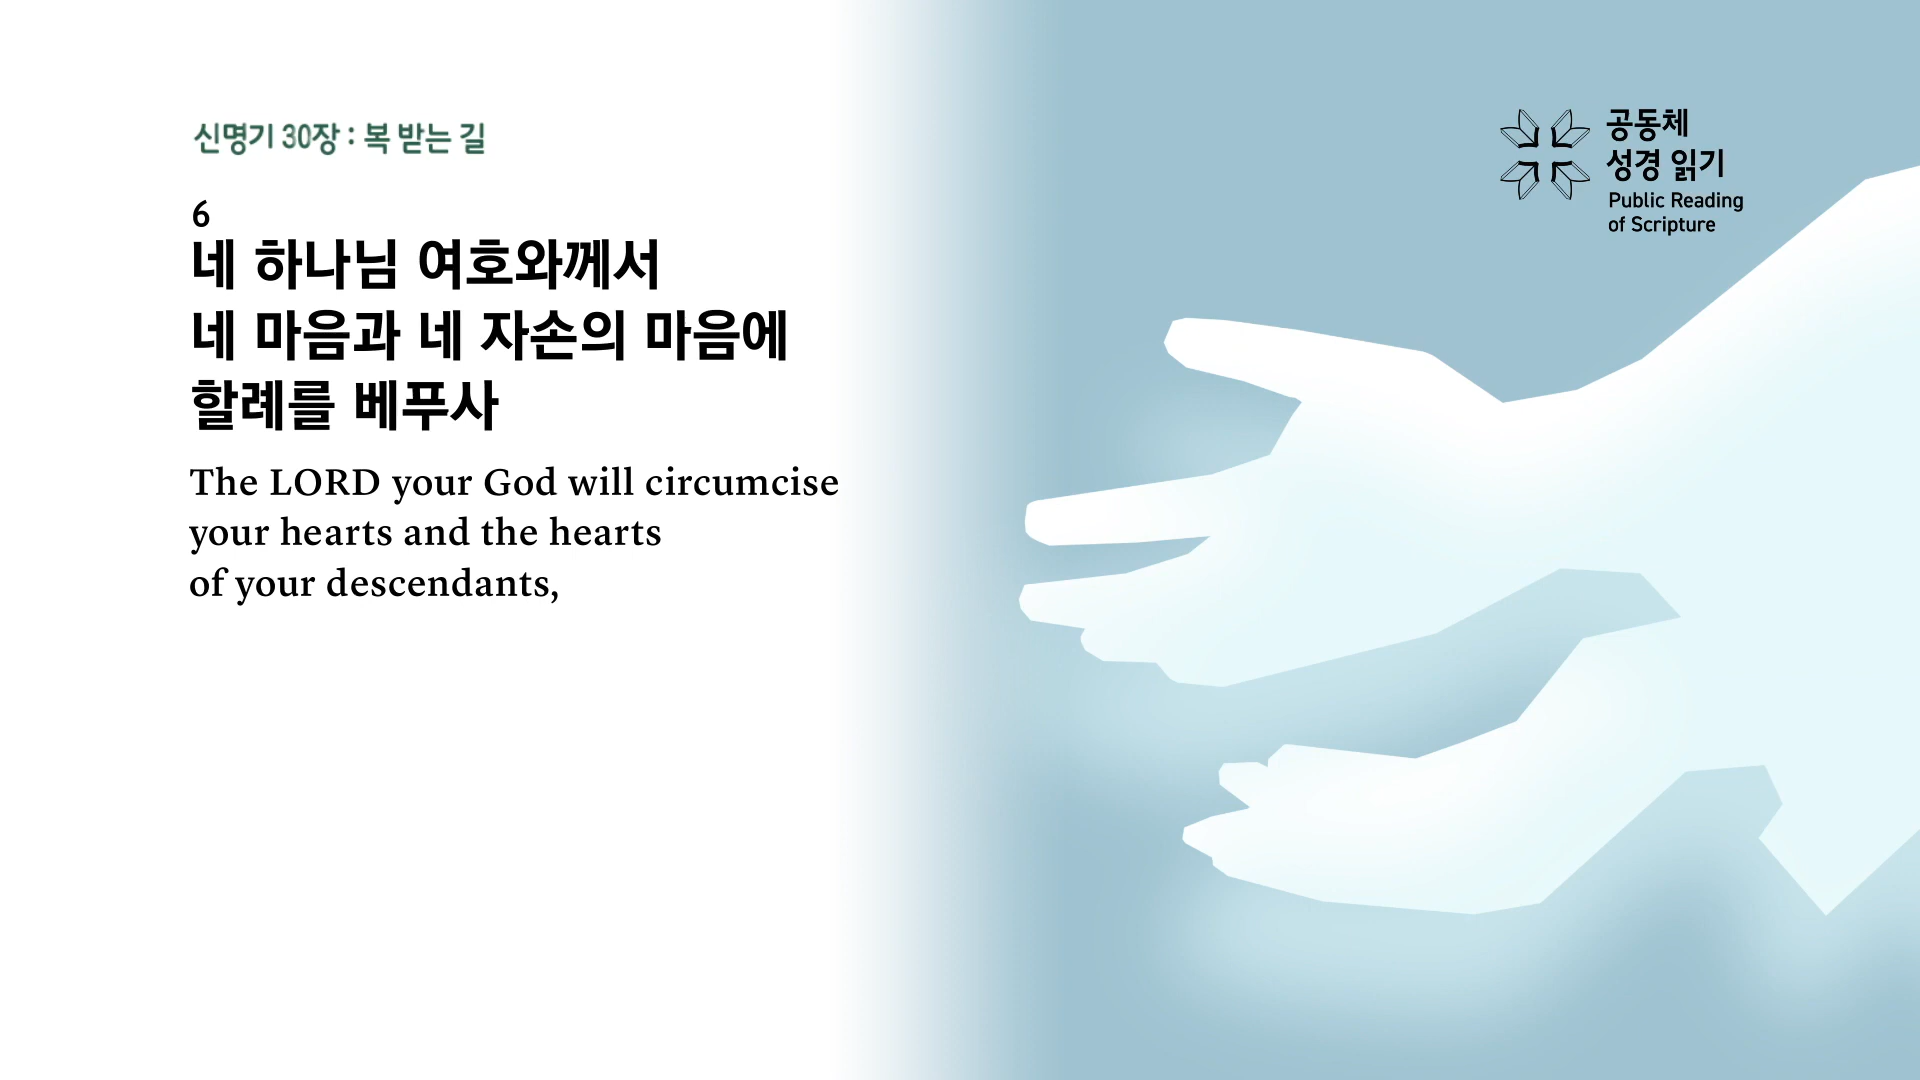 신명기 30장 : 복 받는 길
6
네 하나님 여호와께서
네 마음과 네 자손의 마음에
할례를 베푸사
The LORD your God will circumcise
your hearts and the hearts
of your descendants,
공동체
성경 읽기
Public Reading
of Scripture